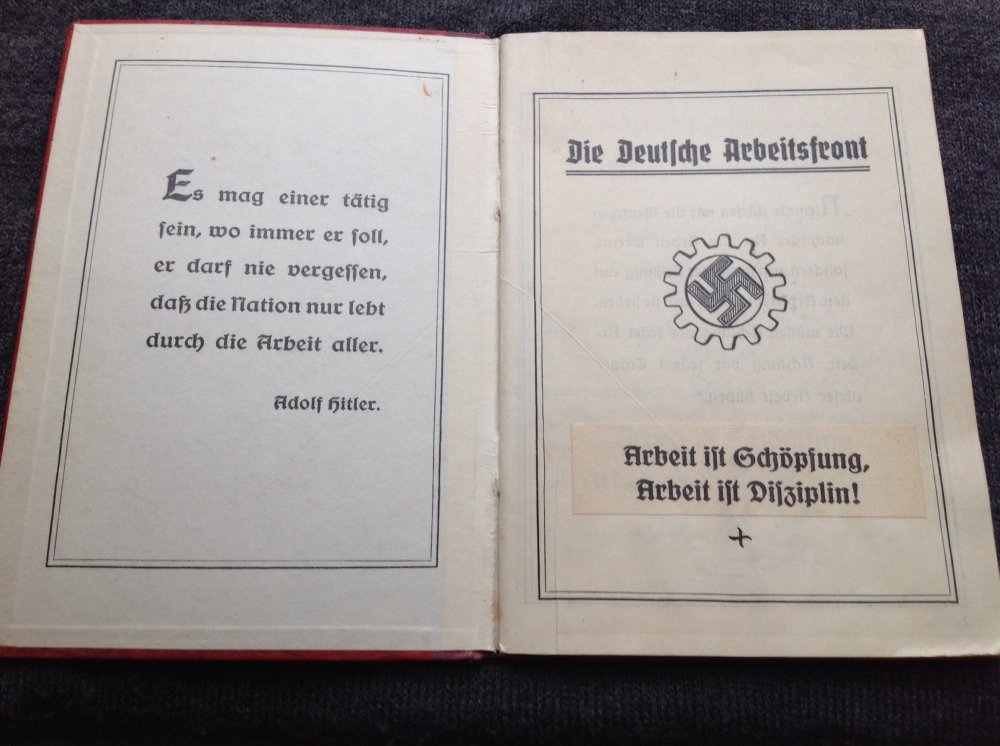 Es mag einer tätig
sein, wo immer er soll,
er darf nie vergessen,
daß die Nation nur lebt
durch die Arbeit aller.
Adolf Hitler.
Die Deutsche Arbeitsfront
Arbeit ist Schöpfung,
Arbeit ist Disziplin!